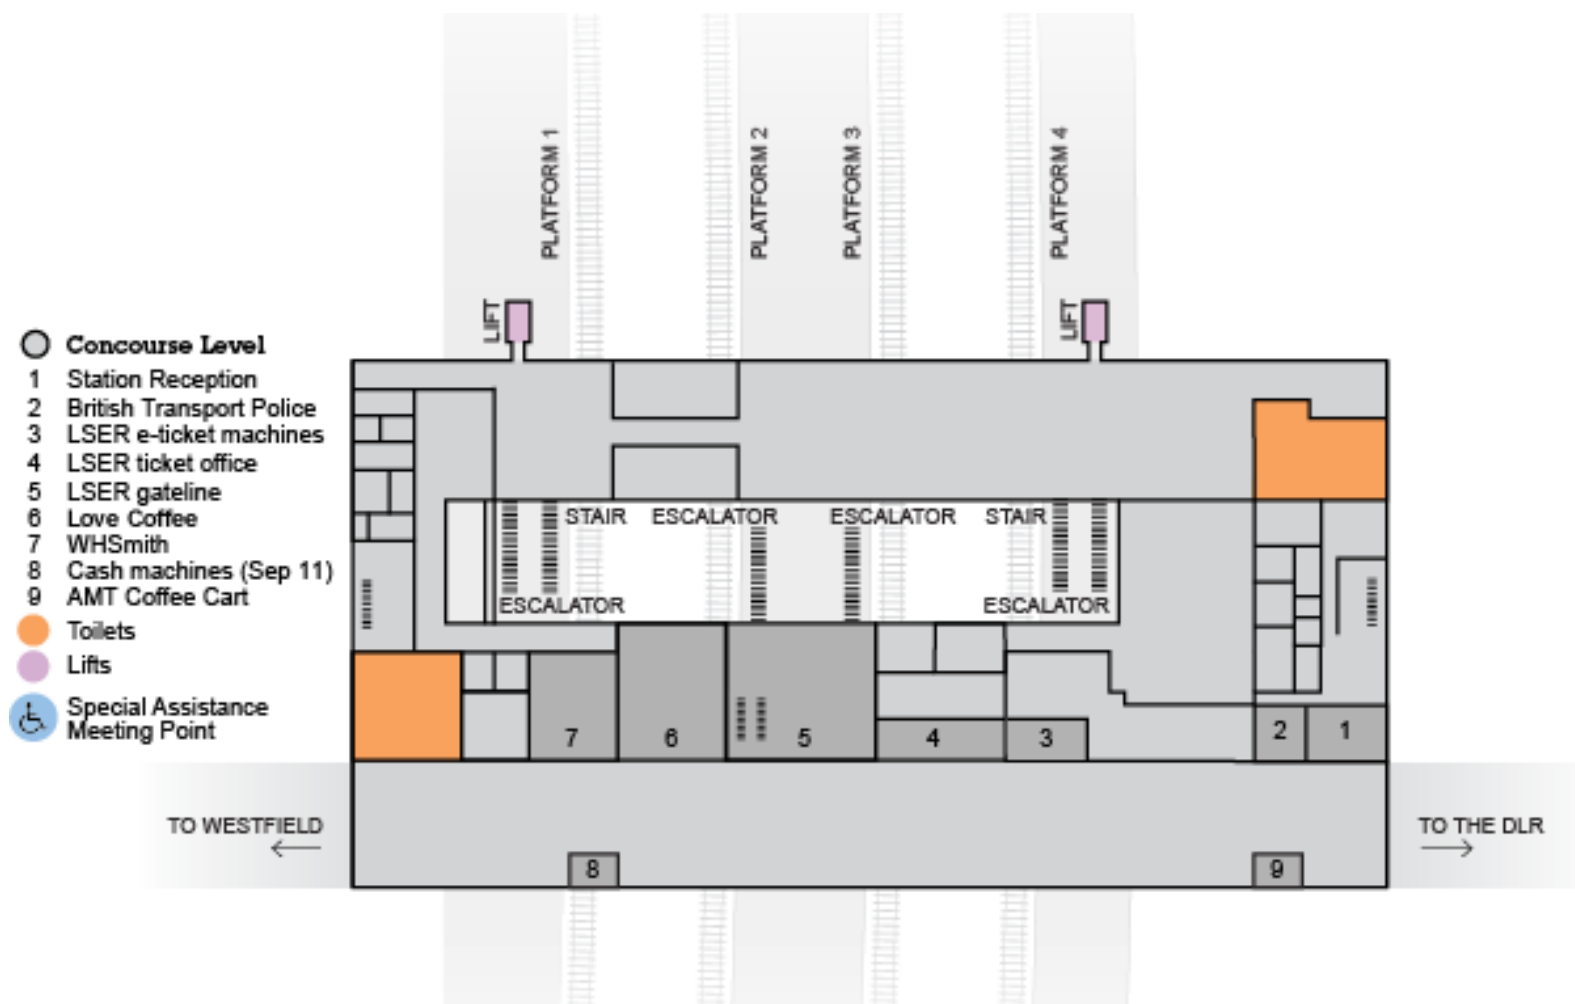 PLATFORM 1
PLATFORM 2
PLATFORM 3
PLATFORM 4
LIFT
LIFT
Concourse Level
1 Station Reception
2 British Transport Police
3 LSER e-ticket machines
4 LSER ticket office
5 LSER gateline
6 Love Coffee
7 WHSmith
8 Cash machines (Sep 11)
9 AMT Coffee Cart
Toilets
Lifts
Special Assistance
Meeting Point
STAIR ESCALATOR ESCALATOR STAIR
ESCALATOR ESCALATOR
7 6 5 4 3 2 1
TO WESTFIELD
TO THE DLR
8 9